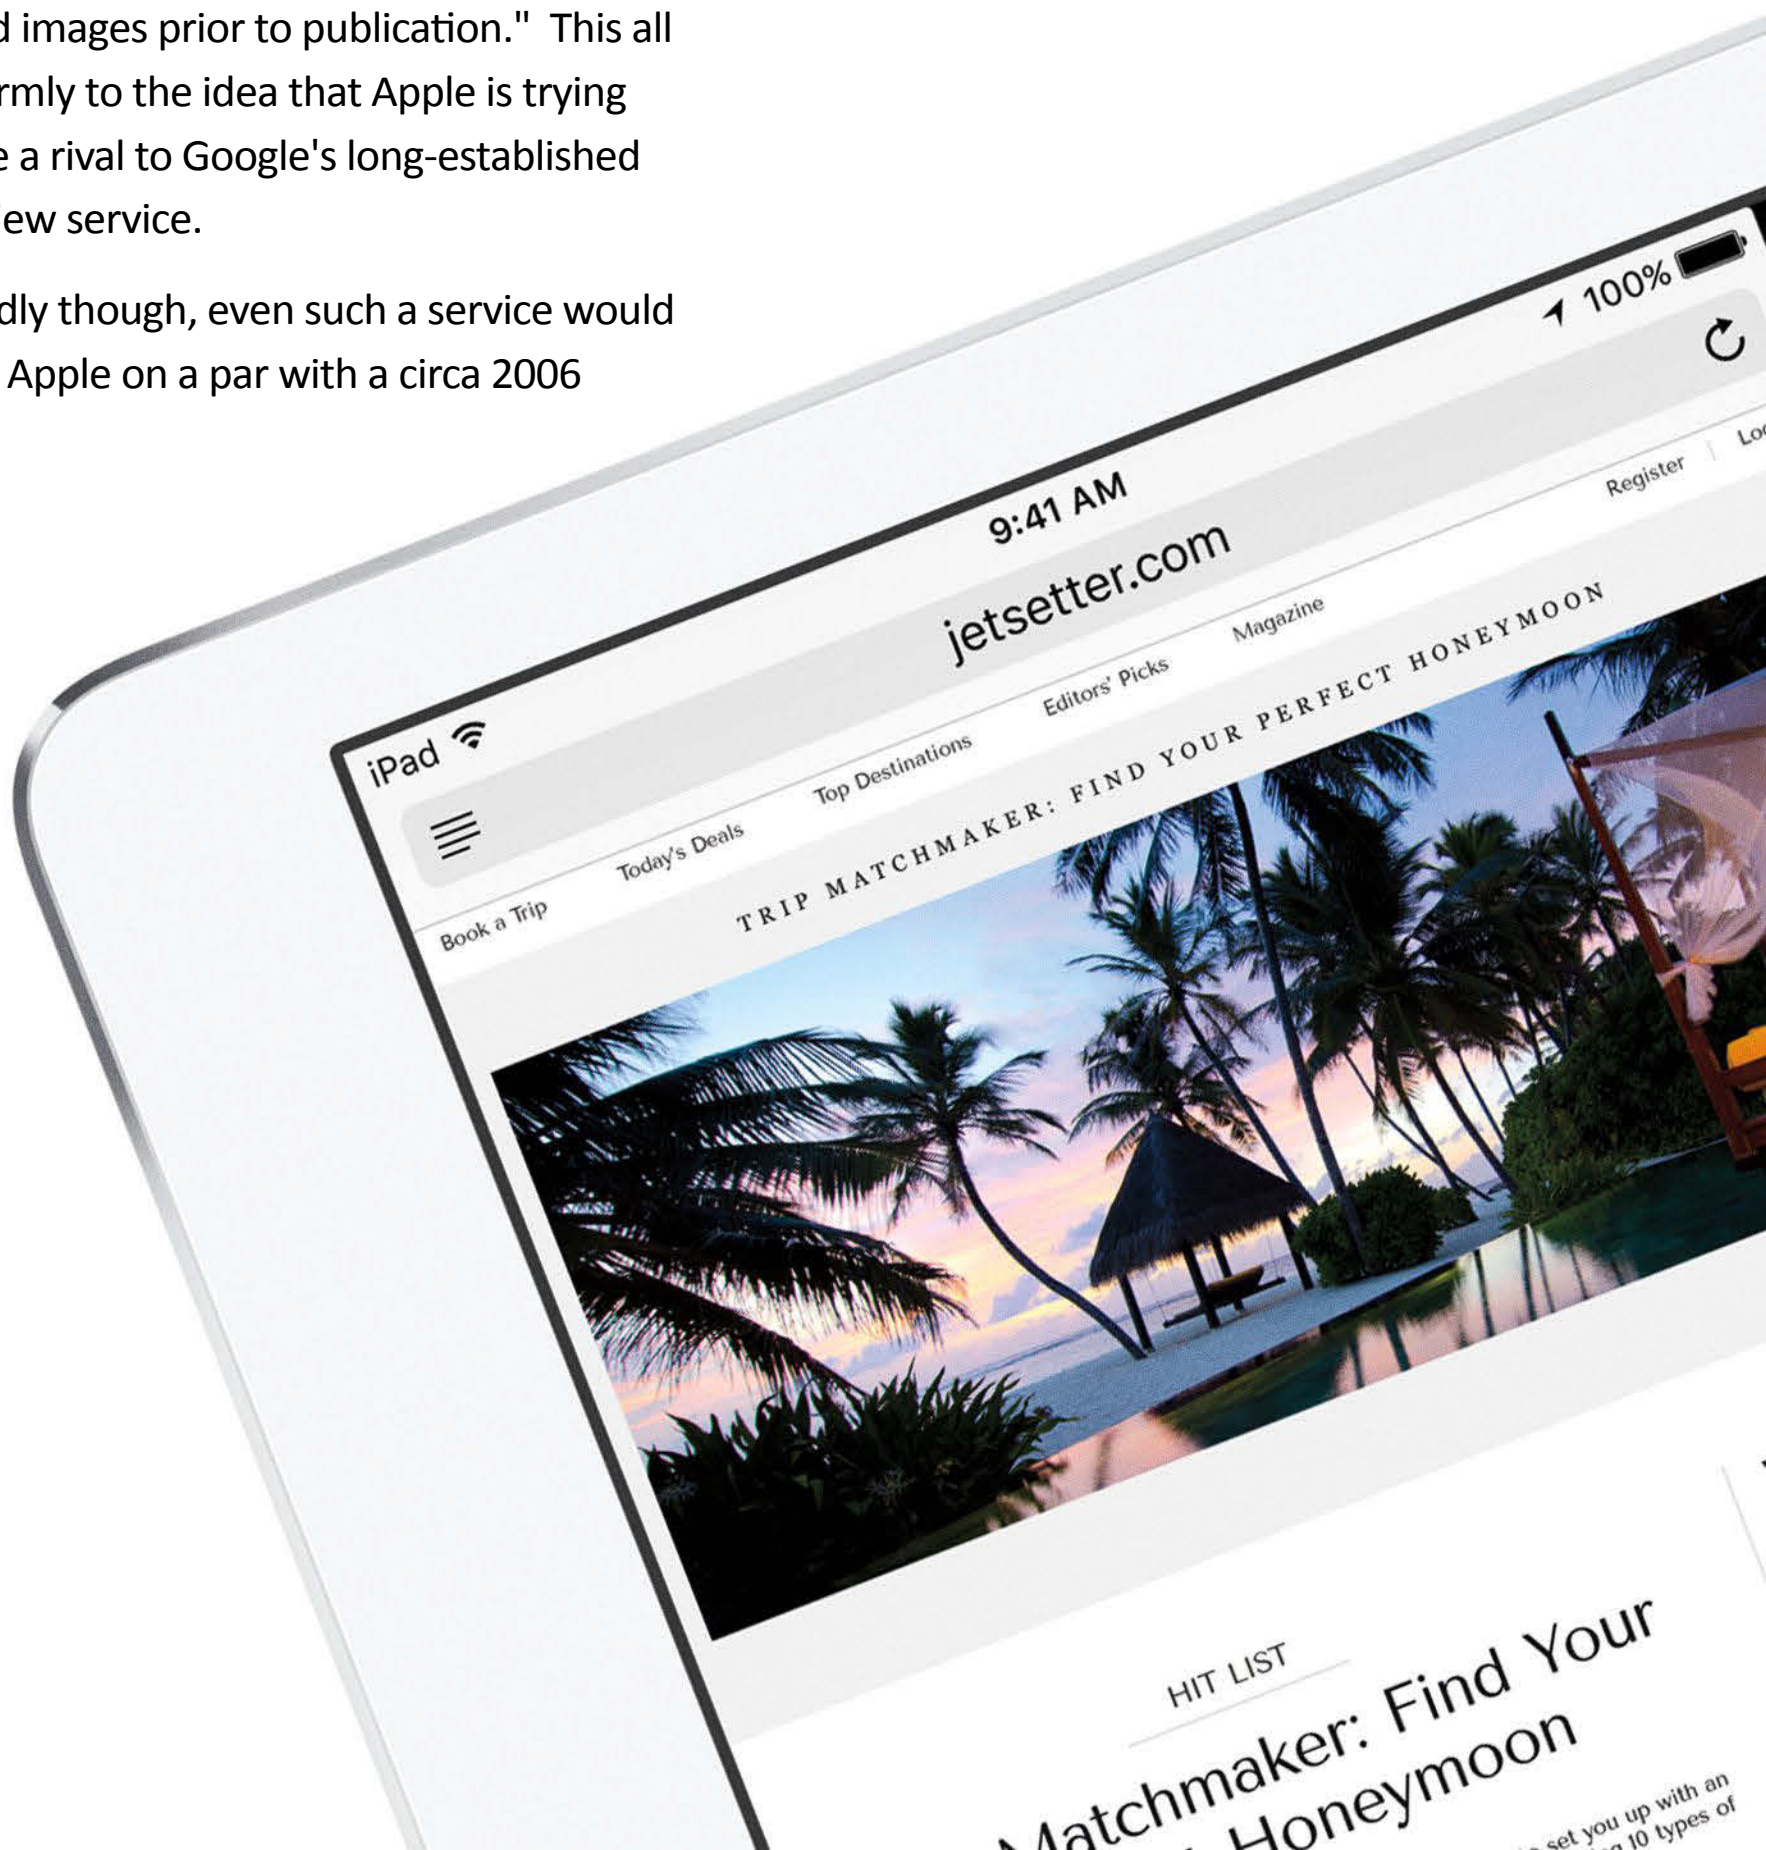 d images prior to publication." This all
rmly to the idea that Apple is trying
e a rival to Google's long-established
iew service.
dly though, even such a service would
Apple on a par with a circa 2006
iPad 9:41 AM 100%
jetsetter.com
Register
Book a Trip Today's Deals Top Destinations Editors' Picks Magazine
TRIP MATCHMAKER: FIND YOUR PERFECT HONEYMOON
HIT LIST
Matchmaker: Find Your
Honeymoon
set you up with an
10 types of